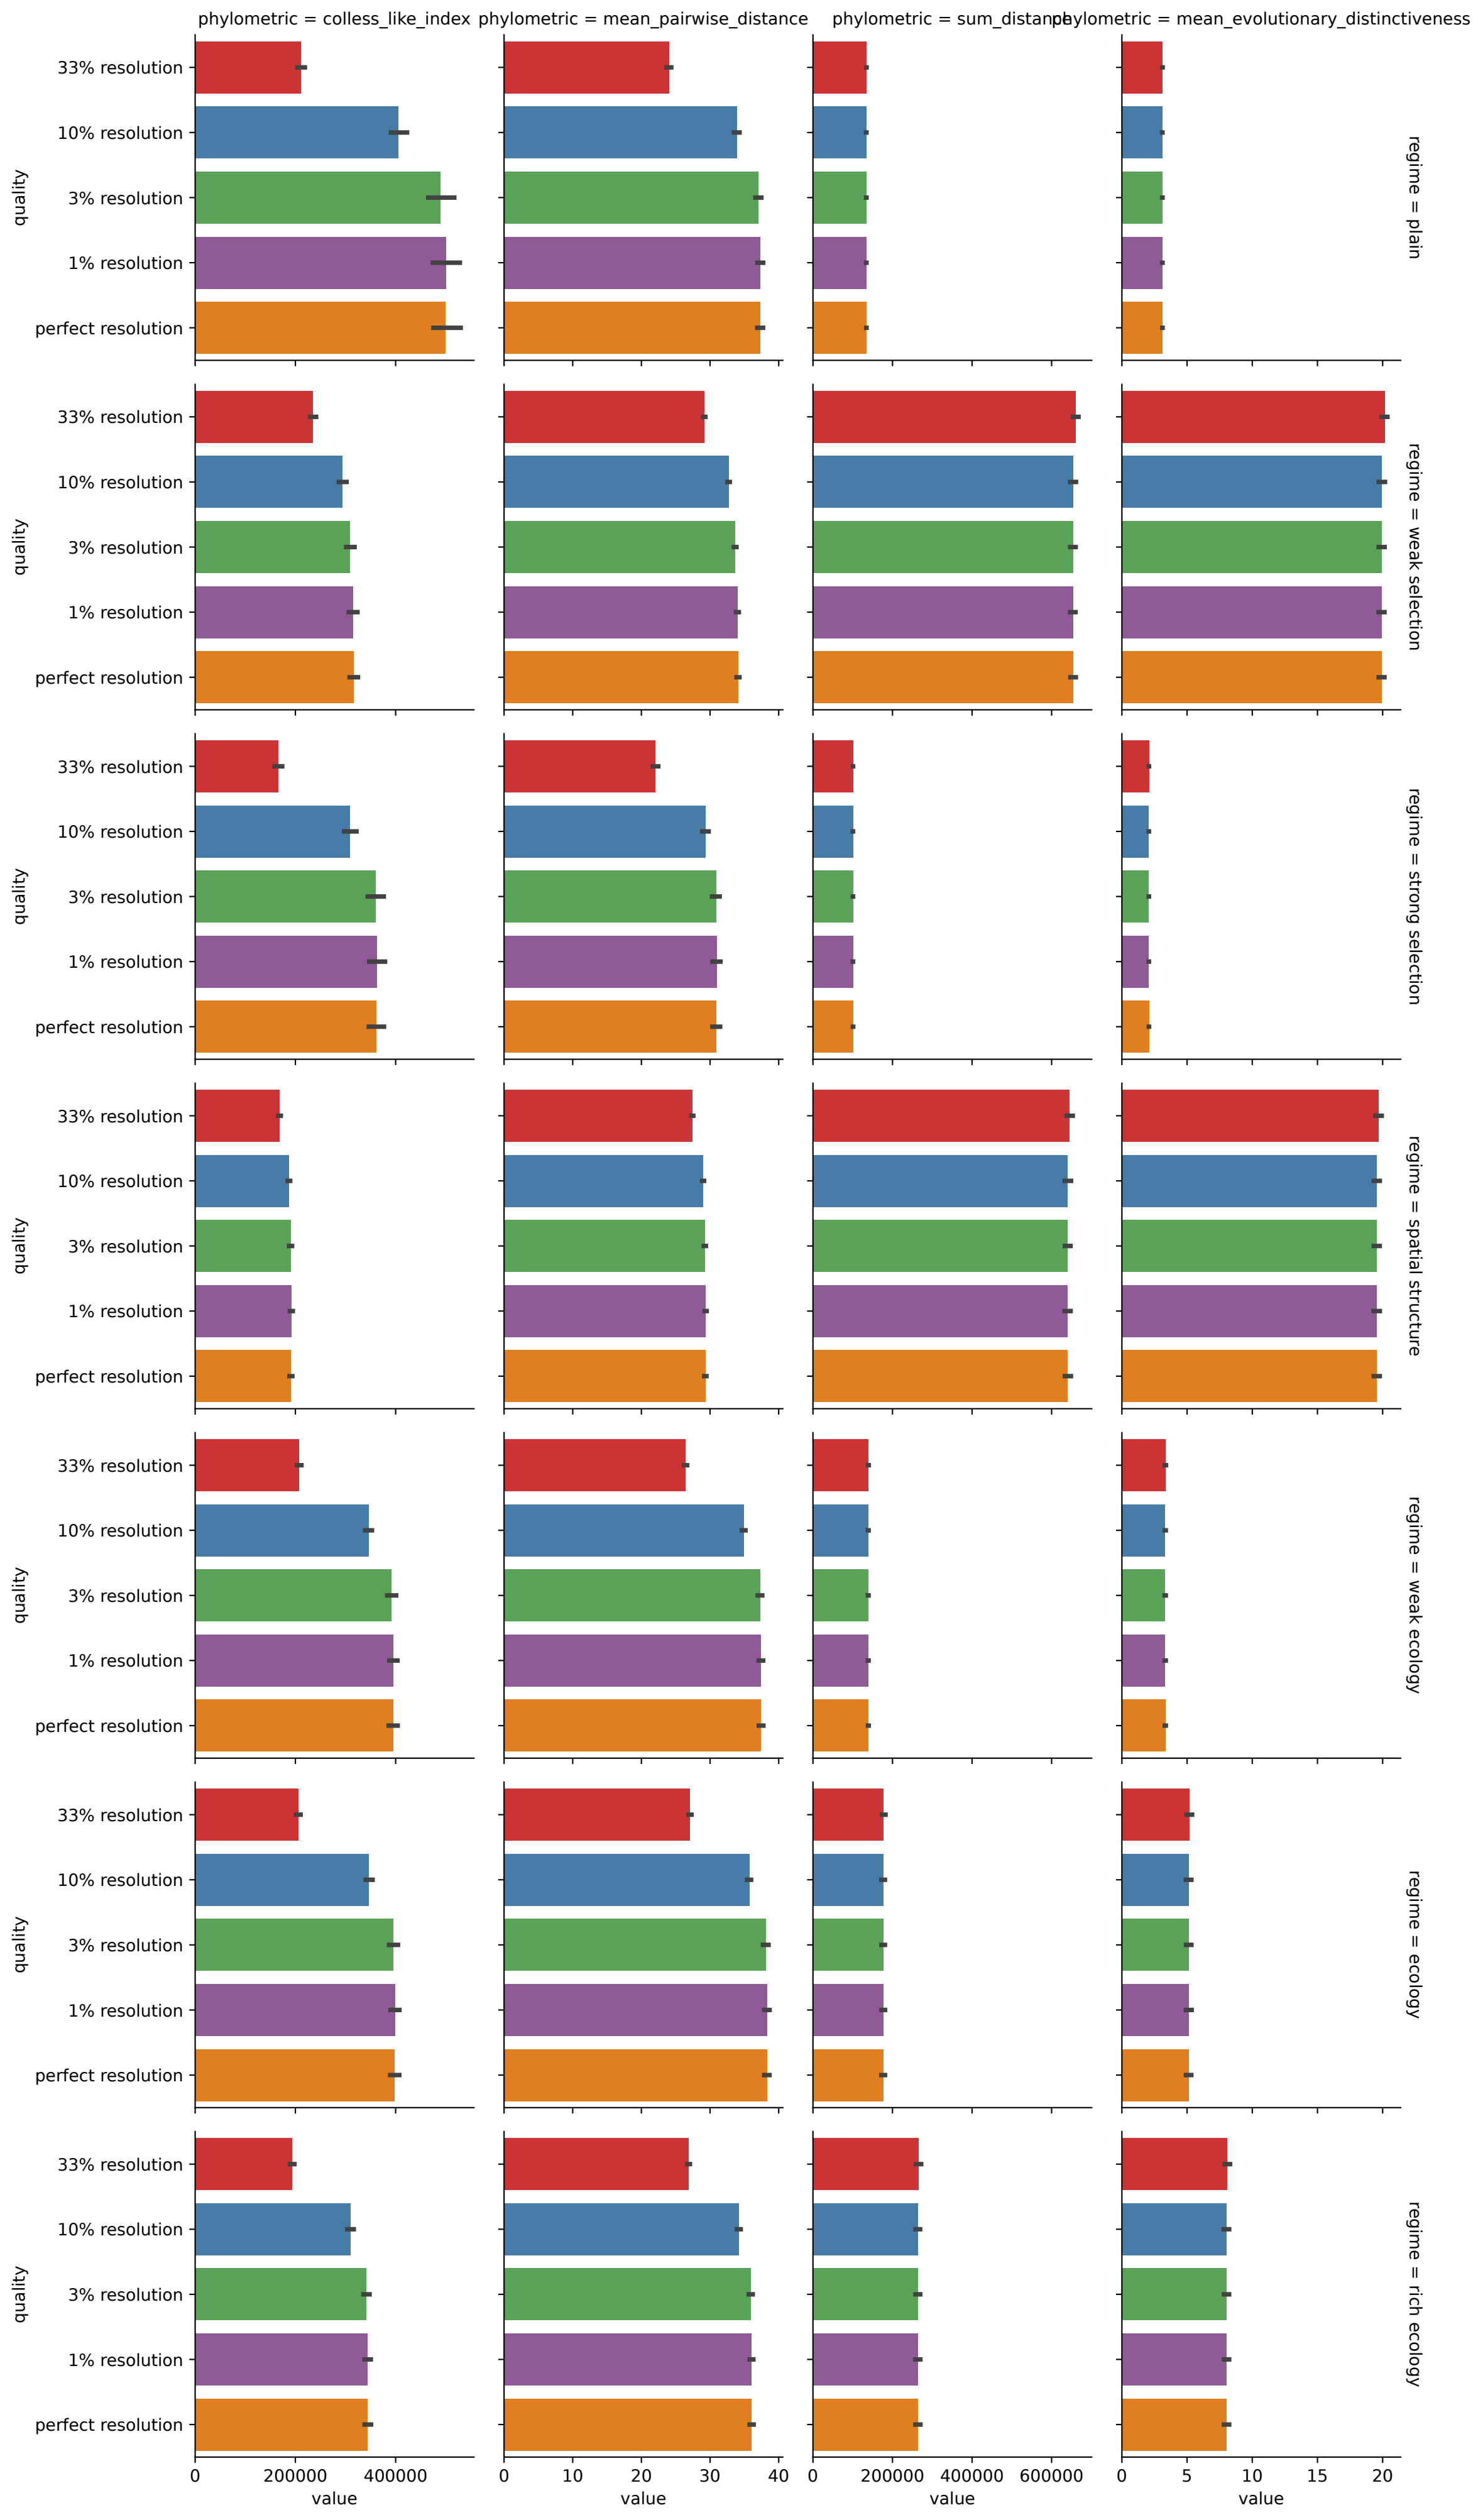 phylometric = colless_like_index
phylometric = mean_pairwise_distance
phylometric = sum_distance
phylometric = mean_evolutionary_distinctiveness
33% resolution
10% resolution
3% resolution
1% resolution
perfect resolution
quality
regime = plain
33% resolution
10% resolution
3% resolution
1% resolution
perfect resolution
quality
regime = weak selection
33% resolution
10% resolution
3% resolution
1% resolution
perfect resolution
quality
regime = strong selection
33% resolution
10% resolution
3% resolution
1% resolution
perfect resolution
quality
regime = spatial structure
33% resolution
10% resolution
3% resolution
1% resolution
perfect resolution
quality
regime = weak ecology
33% resolution
10% resolution
3% resolution
1% resolution
perfect resolution
quality
regime = ecology
33% resolution
10% resolution
3% resolution
1% resolution
perfect resolution
quality
regime = rich ecology
0 200000 400000
value
0 10 20 30 40
value
0 200000 400000 600000
value
0 5 10 15 20
value